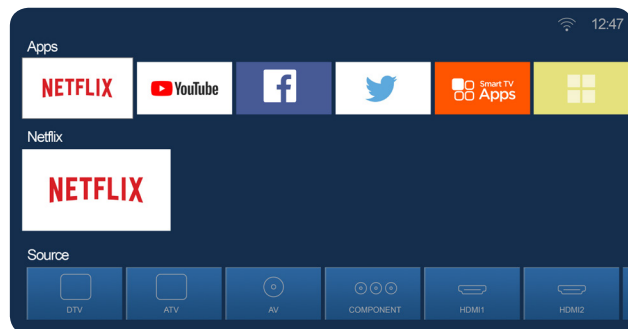 12:47
Apps
NETFLIX
YouTube
f
Smart TV
Apps
Netflix
NETFLIX
Source
DTV
ATV
AV
COMPONENT
HDMI1
HDMI2